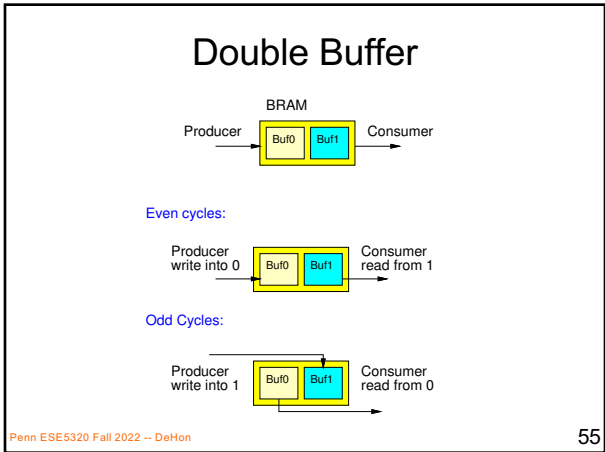 Double Buffer
BRAM
Producer
Buf0
Buf1
Consumer
Even cycles:
Producer
write into 0
Buf0
Buf1
Consumer
read from 1
Odd Cycles:
Producer
write into 1
Buf0
Buf1
Consumer
read from 0
Penn ESE5320 Fall 2022 -- DeHon
55